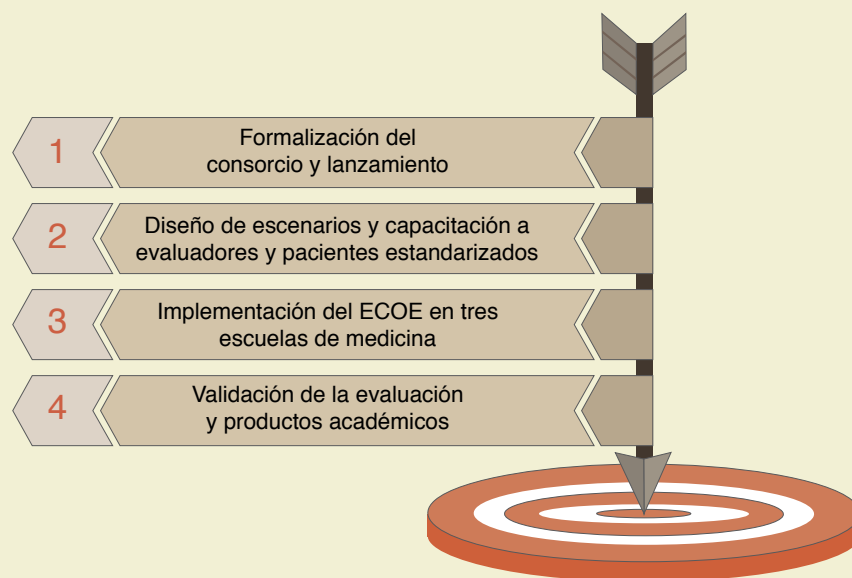 1
Formalización del
consorcio y lanzamiento
2
Diseño de escenarios y capacitación a
evaluadores y pacientes estandarizados
3
Implementación del ECOE en tres
escuelas de medicina
4
Validación de la evaluación
y productos académicos